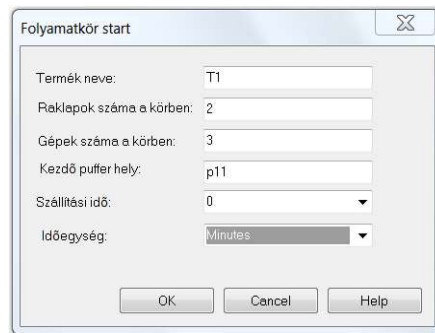 Folyamatkör start
Termék neve: T1
Raklapok száma a körben: 2
Gépek száma a körben: 3
Kezdő puffer hely: p11
Szállítási idő: 0
Időegység: Minutes
OK Cancel Help